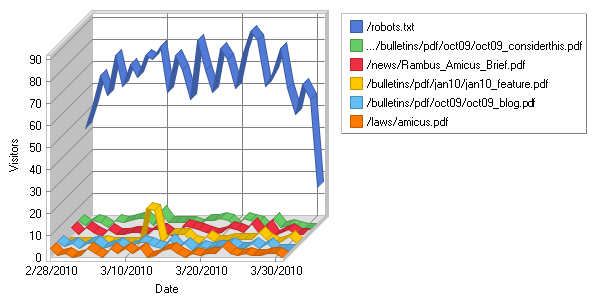 /robots.txt
.../bulletins/pdf/oct09/oct09_considerthis.pdf
/news/Rambus_Amicus_Brief.pdf
/bulletins/pdf/jan10/jan10_feature.pdf
/bulletins/pdf/oct09/oct09_blog.pdf
/laws/amicus.pdf
90
80
70
60
50
40
30
20
10
0
Visitors
2/28/2010 3/10/2010 3/20/2010 3/30/2010
Date